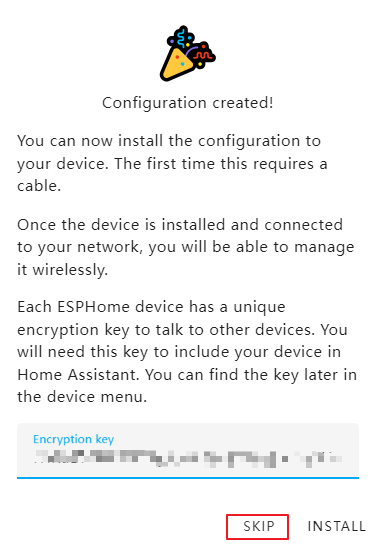 Configuration created!
You can now install the configuration to
your device. The first time this requires a
cable.
Once the device is installed and connected
to your network, you will be able to manage
it wirelessly.
Each ESPHome device has a unique
encryption key to talk to other devices. You
will need this key to include your device in
Home Assistant. You can find the key later in
the device menu.
Encryption key
SKIP INSTALL